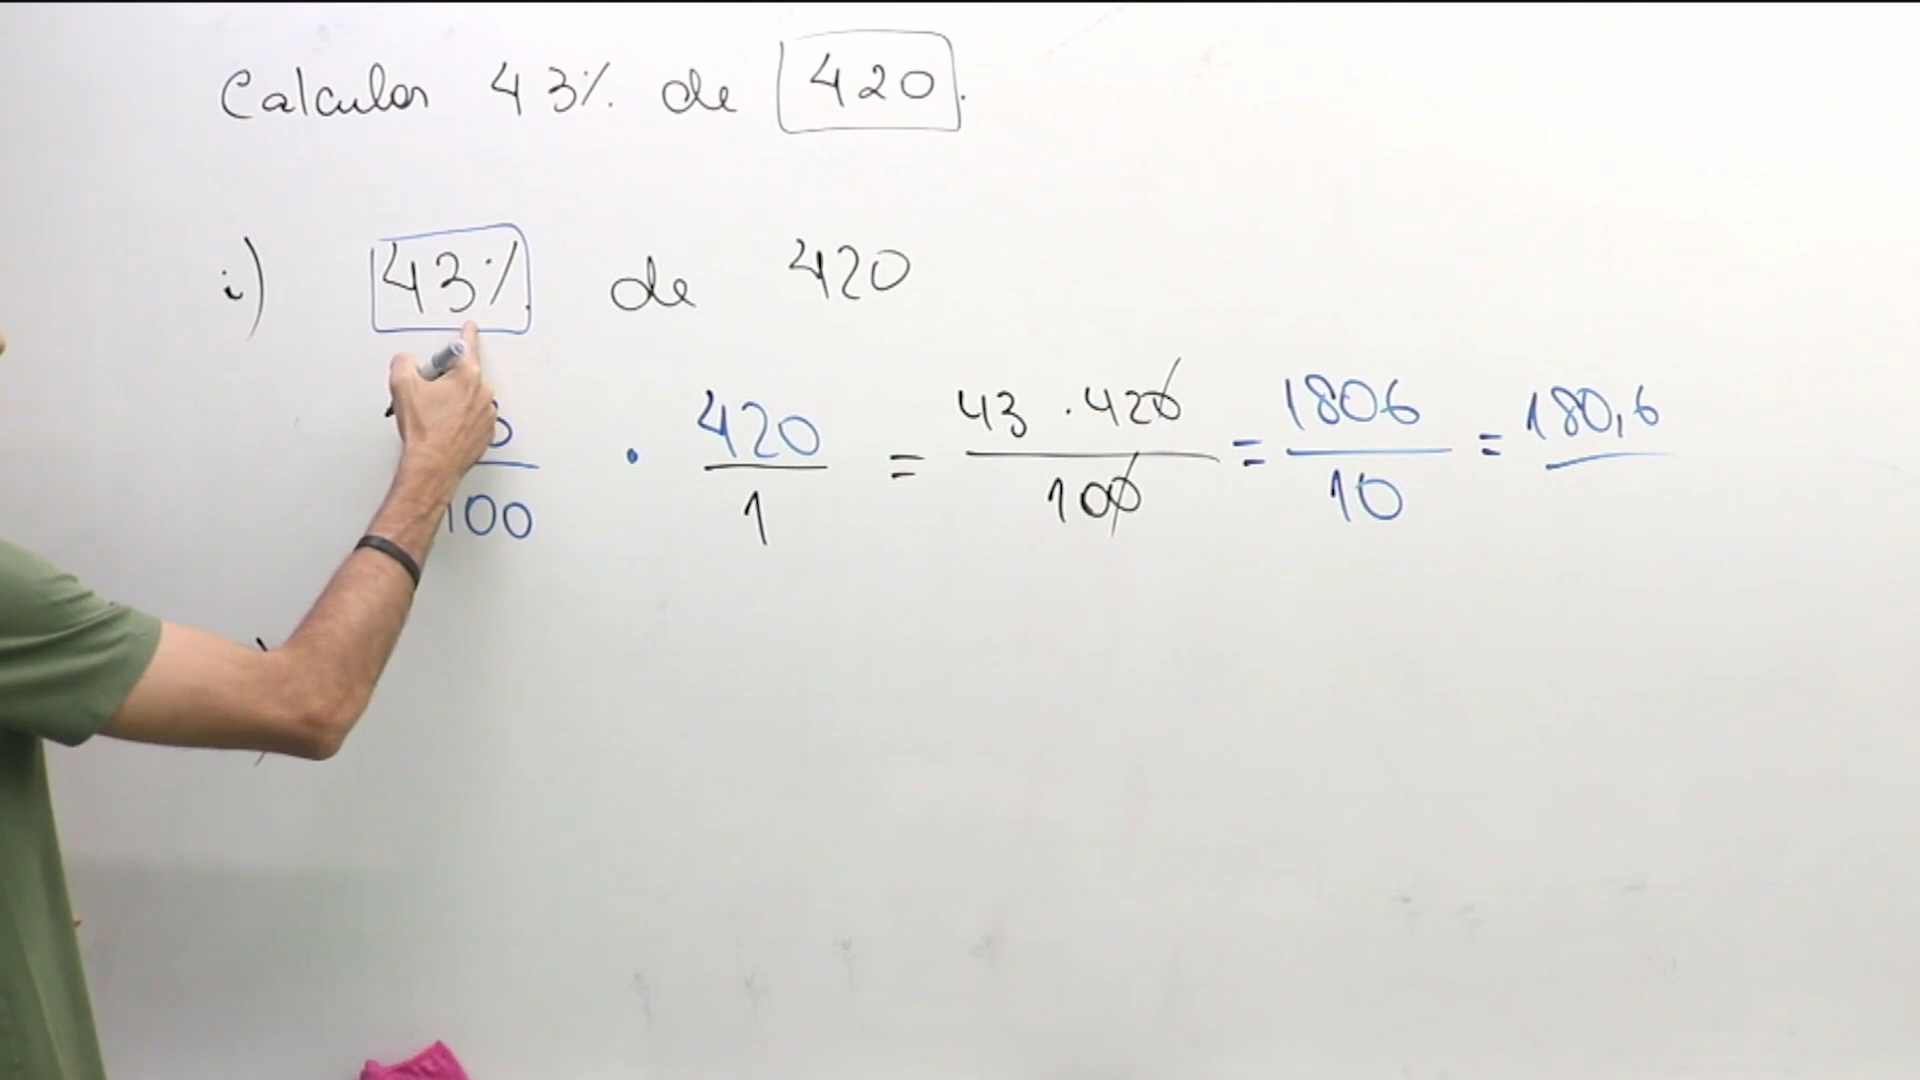 Calcular 43% de 420.
i) 43% de 420
100 · 420/1 = 43 · 420/100 = 1806/10 = 180,6